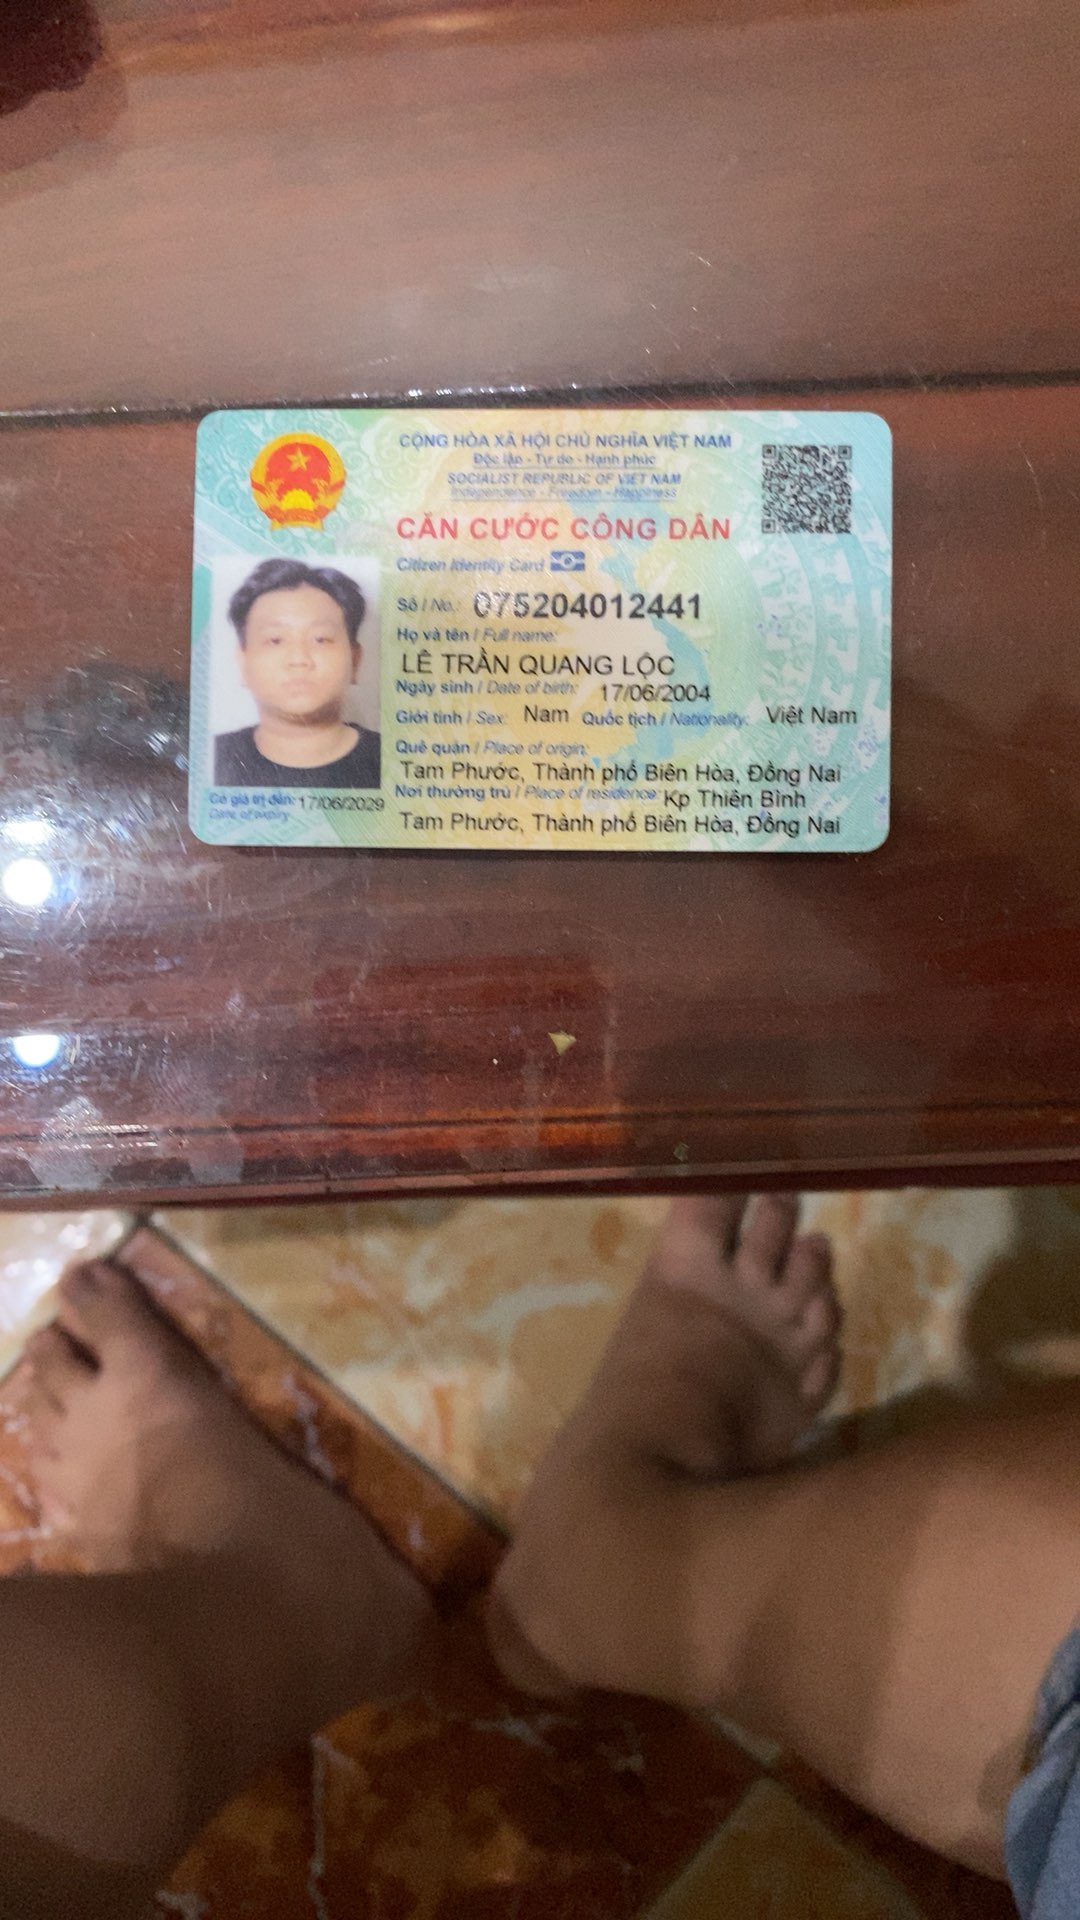 CỘNG HÒA XÃ HỘI CHỦ NGHĨA VIỆT NAM
Độc lập - Tự do - Hạnh phúc
SOCIALIST REPUBLIC OF VIET NAM
Independence - Freedom - Happiness
CĂN CƯỚC CÔNG DÂN
Citizen Identity Card
Số / No.: 075204012441
Họ và tên / Full name:
LÊ TRẦN QUANG LỘC
Ngày sinh / Date of birth: 17/06/2004
Giới tính / Sex: Nam Quốc tịch / Nationality: Việt Nam
Quê quán / Place of origin:
Tam Phước, Thành phố Biên Hòa, Đồng Nai
Nơi thường trú / Place of residence: Kp Thiên Bình
Tam Phước, Thành phố Biên Hòa, Đồng Nai
Có giá trị đến: 17/06/2029
Date of expiry